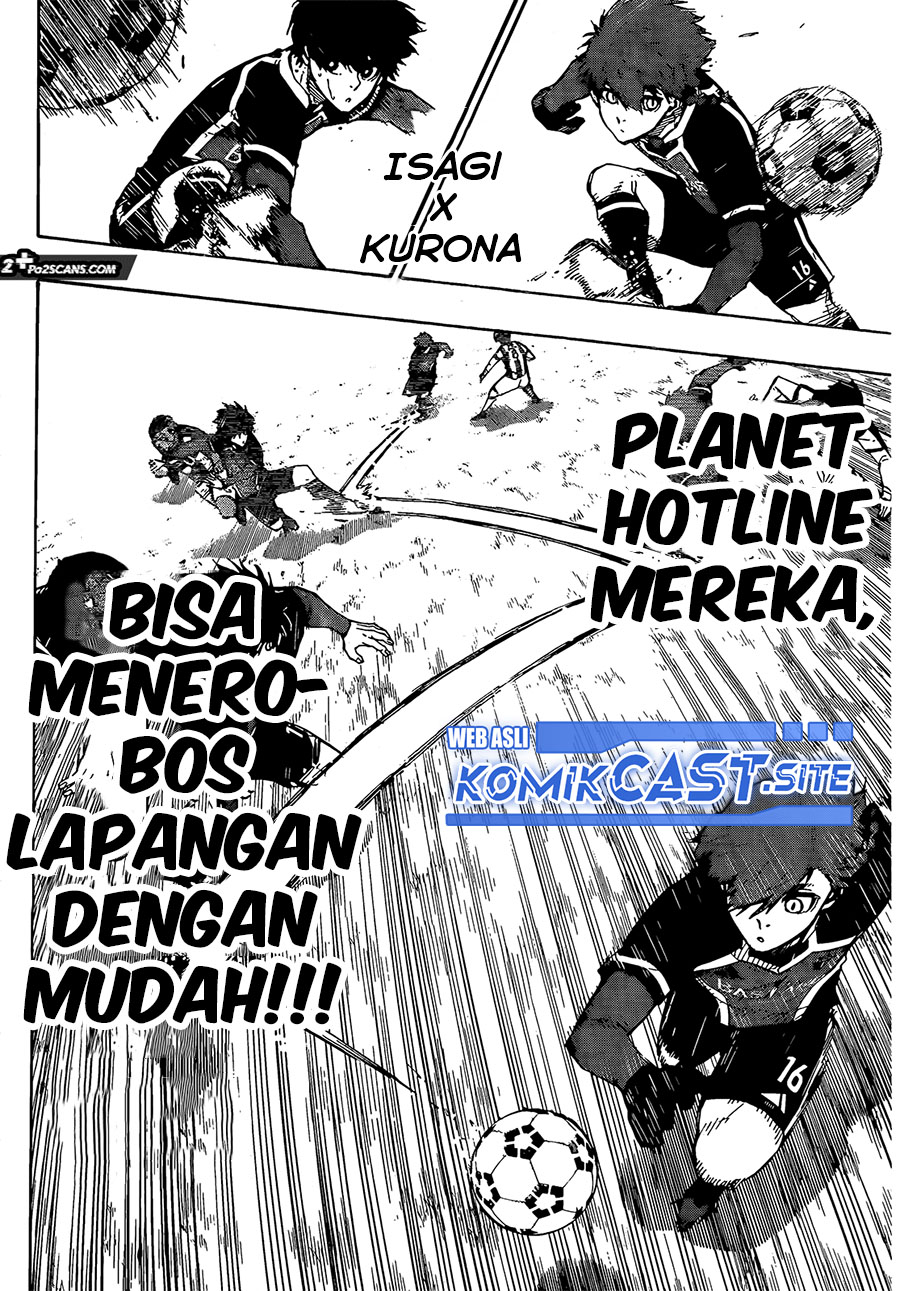 ISAGI
X
KURONA
2+ PA2SCANS.COM
16
PLANET
HOTLINE
MEREKA,
BISA
MENERO-
BOS
LAPANGAN
DENGAN
MUDAH!!!
WEB ASLI
KOMIKCAST.SITE
16